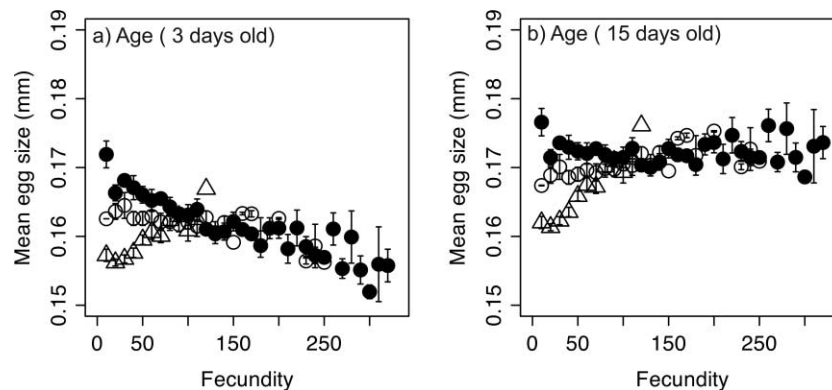 a) Age ( 3 days old)
Mean egg size (mm)
0.19
0.18
0.17
0.16
0.15
0 50 150 250
Fecundity
b) Age ( 15 days old)
Mean egg size (mm)
0.19
0.18
0.17
0.16
0.15
0 50 150 250
Fecundity